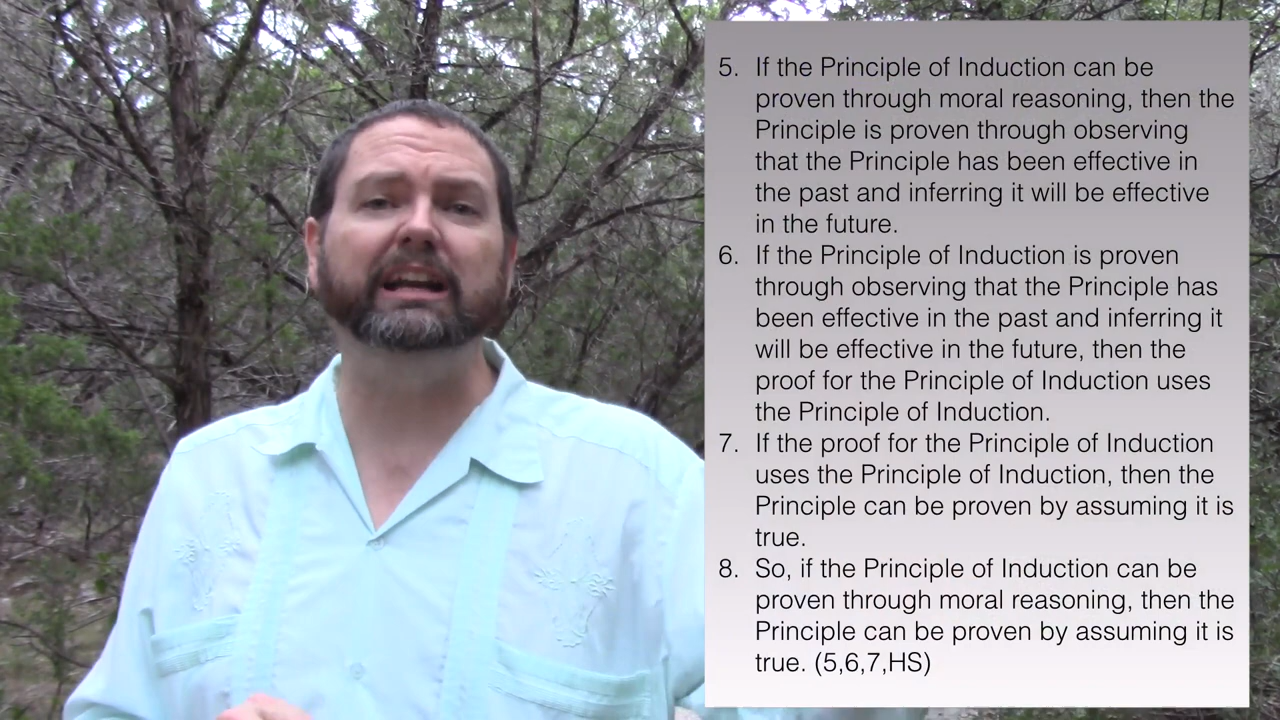 5. If the Principle of Induction can be
proven through moral reasoning, then the
Principle is proven through observing
that the Principle has been effective in
the past and inferring it will be effective
in the future.
6. If the Principle of Induction is proven
through observing that the Principle has
been effective in the past and inferring it
will be effective in the future, then the
proof for the Principle of Induction uses
the Principle of Induction.
7. If the proof for the Principle of Induction
uses the Principle of Induction, then the
Principle can be proven by assuming it is
true.
8. So, if the Principle of Induction can be
proven through moral reasoning, then the
Principle can be proven by assuming it is
true. (5,6,7,HS)